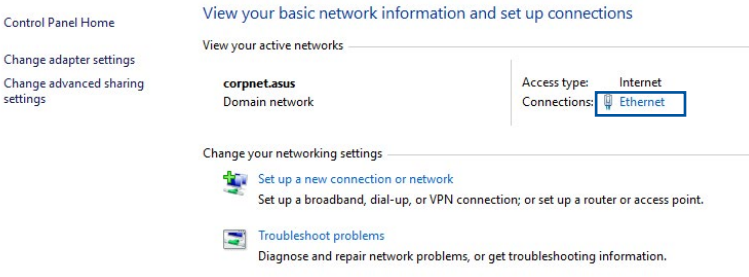 Control Panel Home
Change adapter settings
Change advanced sharing
settings
View your basic network information and set up connections
View your active networks
corpnet.asus
Domain network
Access type: Internet
Connections: Ethernet
Change your networking settings
Set up a new connection or network
Set up a broadband, dial-up, or VPN connection; or set up a router or access point.
Troubleshoot problems
Diagnose and repair network problems, or get troubleshooting information.